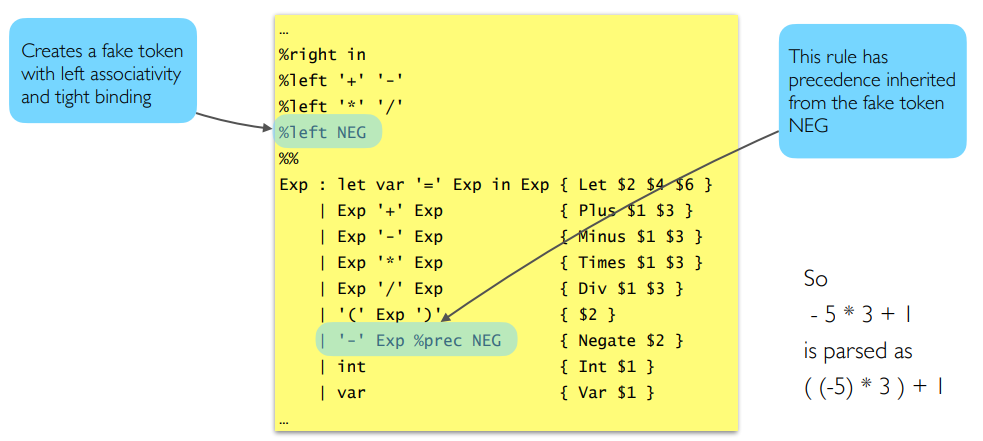 Creates a fake token
with left associativity
and tight binding
…
%right in
%left '+' '-'
%left '*' '/'
%left NEG
%%
Exp : let var '=' Exp in Exp { Let $2 $4 $6 }
| Exp '+' Exp { Plus $1 $3 }
| Exp '-' Exp { Minus $1 $3 }
| Exp '*' Exp { Times $1 $3 }
| Exp '/' Exp { Div $1 $3 }
| '(' Exp ')' { $2 }
| '-' Exp %prec NEG { Negate $2 }
| int { Int $1 }
| var { Var $1 }
…
This rule has
precedence inherited
from the fake token
NEG
So
- 5 * 3 + 1
is parsed as
( (-5) * 3 ) + 1